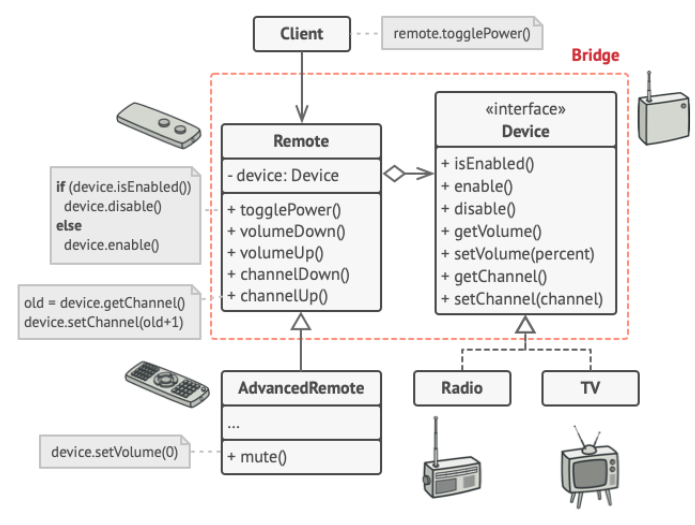 Client
remote.togglePower()
Bridge
Remote
- device: Device
+ togglePower()
+ volumeDown()
+ volumeUp()
+ channelDown()
+ channelUp()
«interface»
Device
+ isEnabled()
+ enable()
+ disable()
+ getVolume()
+ setVolume(percent)
+ getChannel()
+ setChannel(channel)
if (device.isEnabled())
device.disable()
else
device.enable()
old = device.getChannel()
device.setChannel(old+1)
AdvancedRemote
...
+ mute()
device.setVolume(0)
Radio
TV